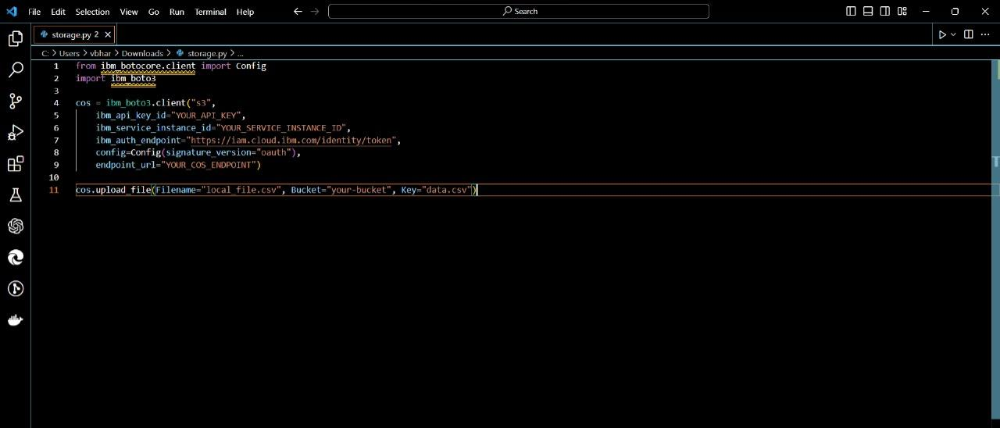 File Edit Selection View Go Run Terminal Help Search
storage.py 2
C: > Users > vbhar > Downloads > storage.py > ...
1 from ibm_botocore.client import Config
2 import ibm_boto3
3
4 cos = ibm_boto3.client("s3",
5 ibm_api_key_id="YOUR_API_KEY",
6 ibm_service_instance_id="YOUR_SERVICE_INSTANCE_ID",
7 ibm_auth_endpoint="https://iam.cloud.ibm.com/identity/token",
8 config=Config(signature_version="oauth"),
9 endpoint_url="YOUR_COS_ENDPOINT")
10
11 cos.upload_file(Filename="local_file.csv", Bucket="your-bucket", Key="data.csv")